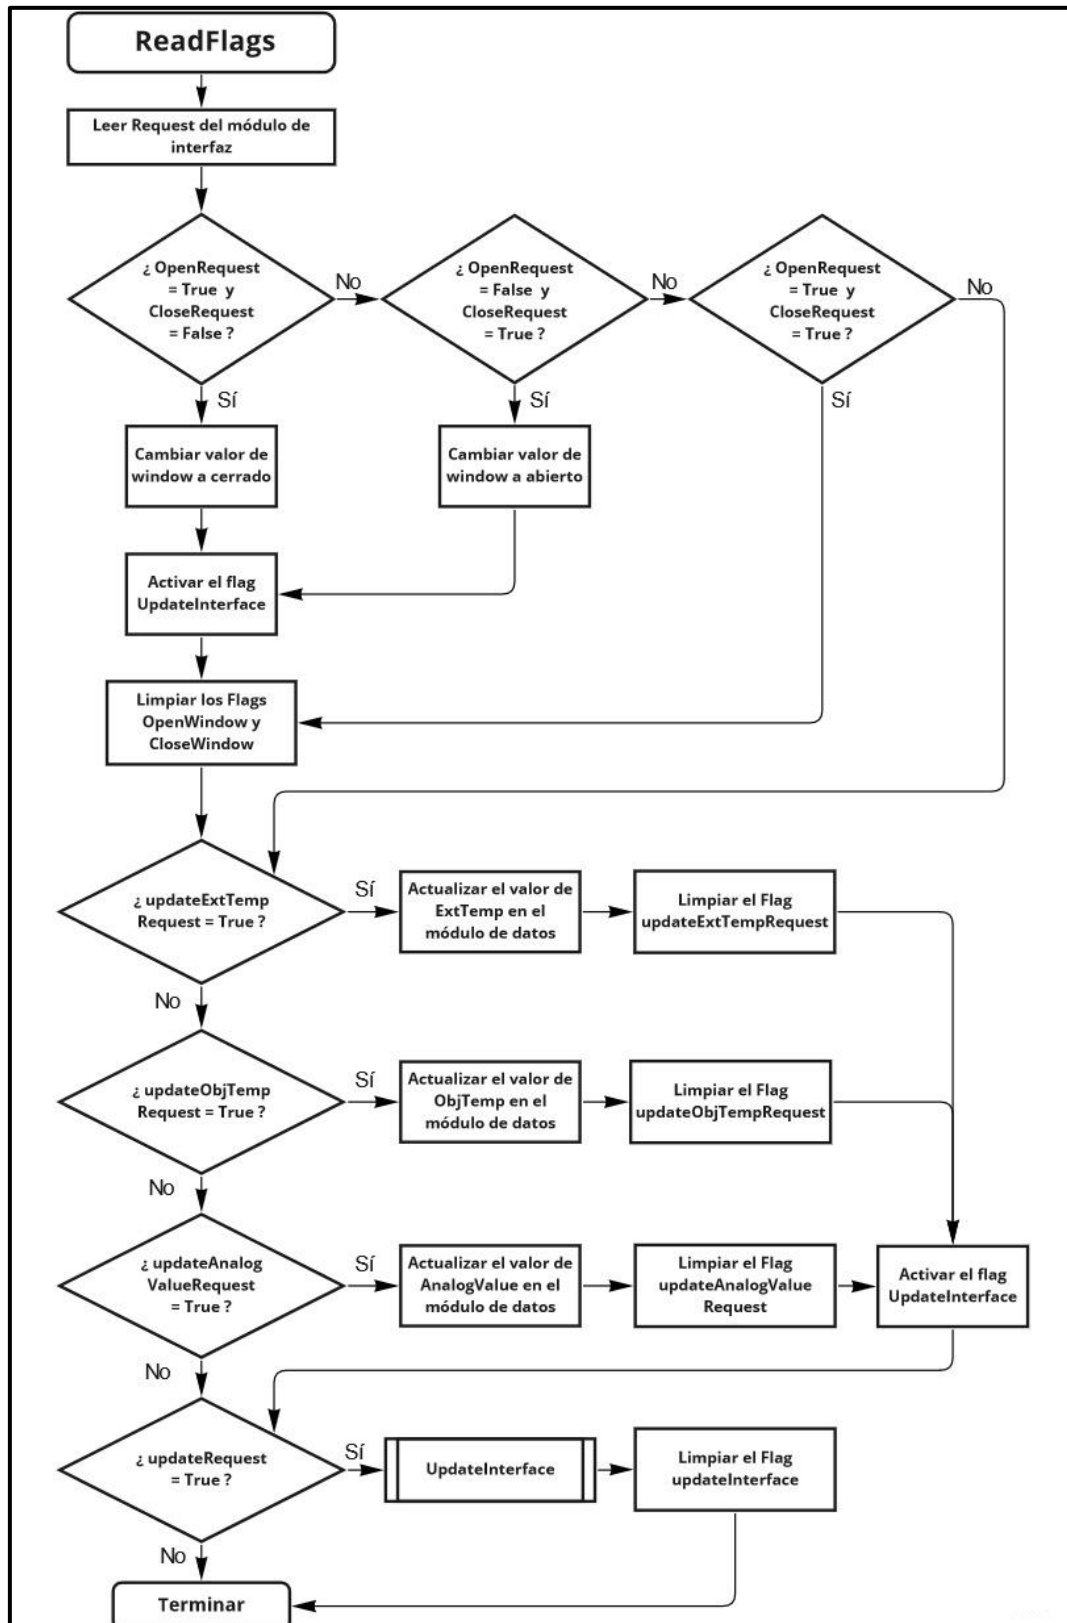 ReadFlags
Leer Request del módulo de
interfaz
¿ OpenRequest
= True y
CloseRequest
= False ?
No
¿ OpenRequest
= False y
CloseRequest
= True ?
No
¿ OpenRequest
= True y
CloseRequest
= True ?
No
Sí
Sí
Sí
Cambiar valor de
window a cerrado
Cambiar valor de
window a abierto
Activar el flag
UpdateInterface
Limpiar los Flags
OpenWindow y
CloseWindow
¿ updateExtTemp
Request = True ?
Sí
Actualizar el valor de
ExtTemp en el
módulo de datos
Limpiar el Flag
updateExtTempRequest
No
¿ updateObjTemp
Request = True ?
Sí
Actualizar el valor de
ObjTemp en el
módulo de datos
Limpiar el Flag
updateObjTempRequest
No
¿ updateAnalog
ValueRequest
= True ?
Sí
Actualizar el valor de
AnalogValue en el
módulo de datos
Limpiar el Flag
updateAnalogValue
Request
Activar el flag
UpdateInterface
No
¿ updateRequest
= True ?
Sí
UpdateInterface
Limpiar el Flag
updateInterface
No
Terminar